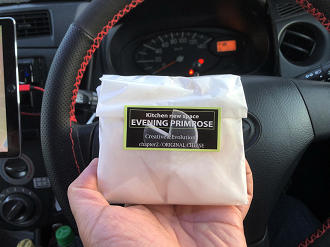 Kitchen new space
EVENING PRIMROSE
Creative Evolution
chapter2 / ORIGINAL CHEESE